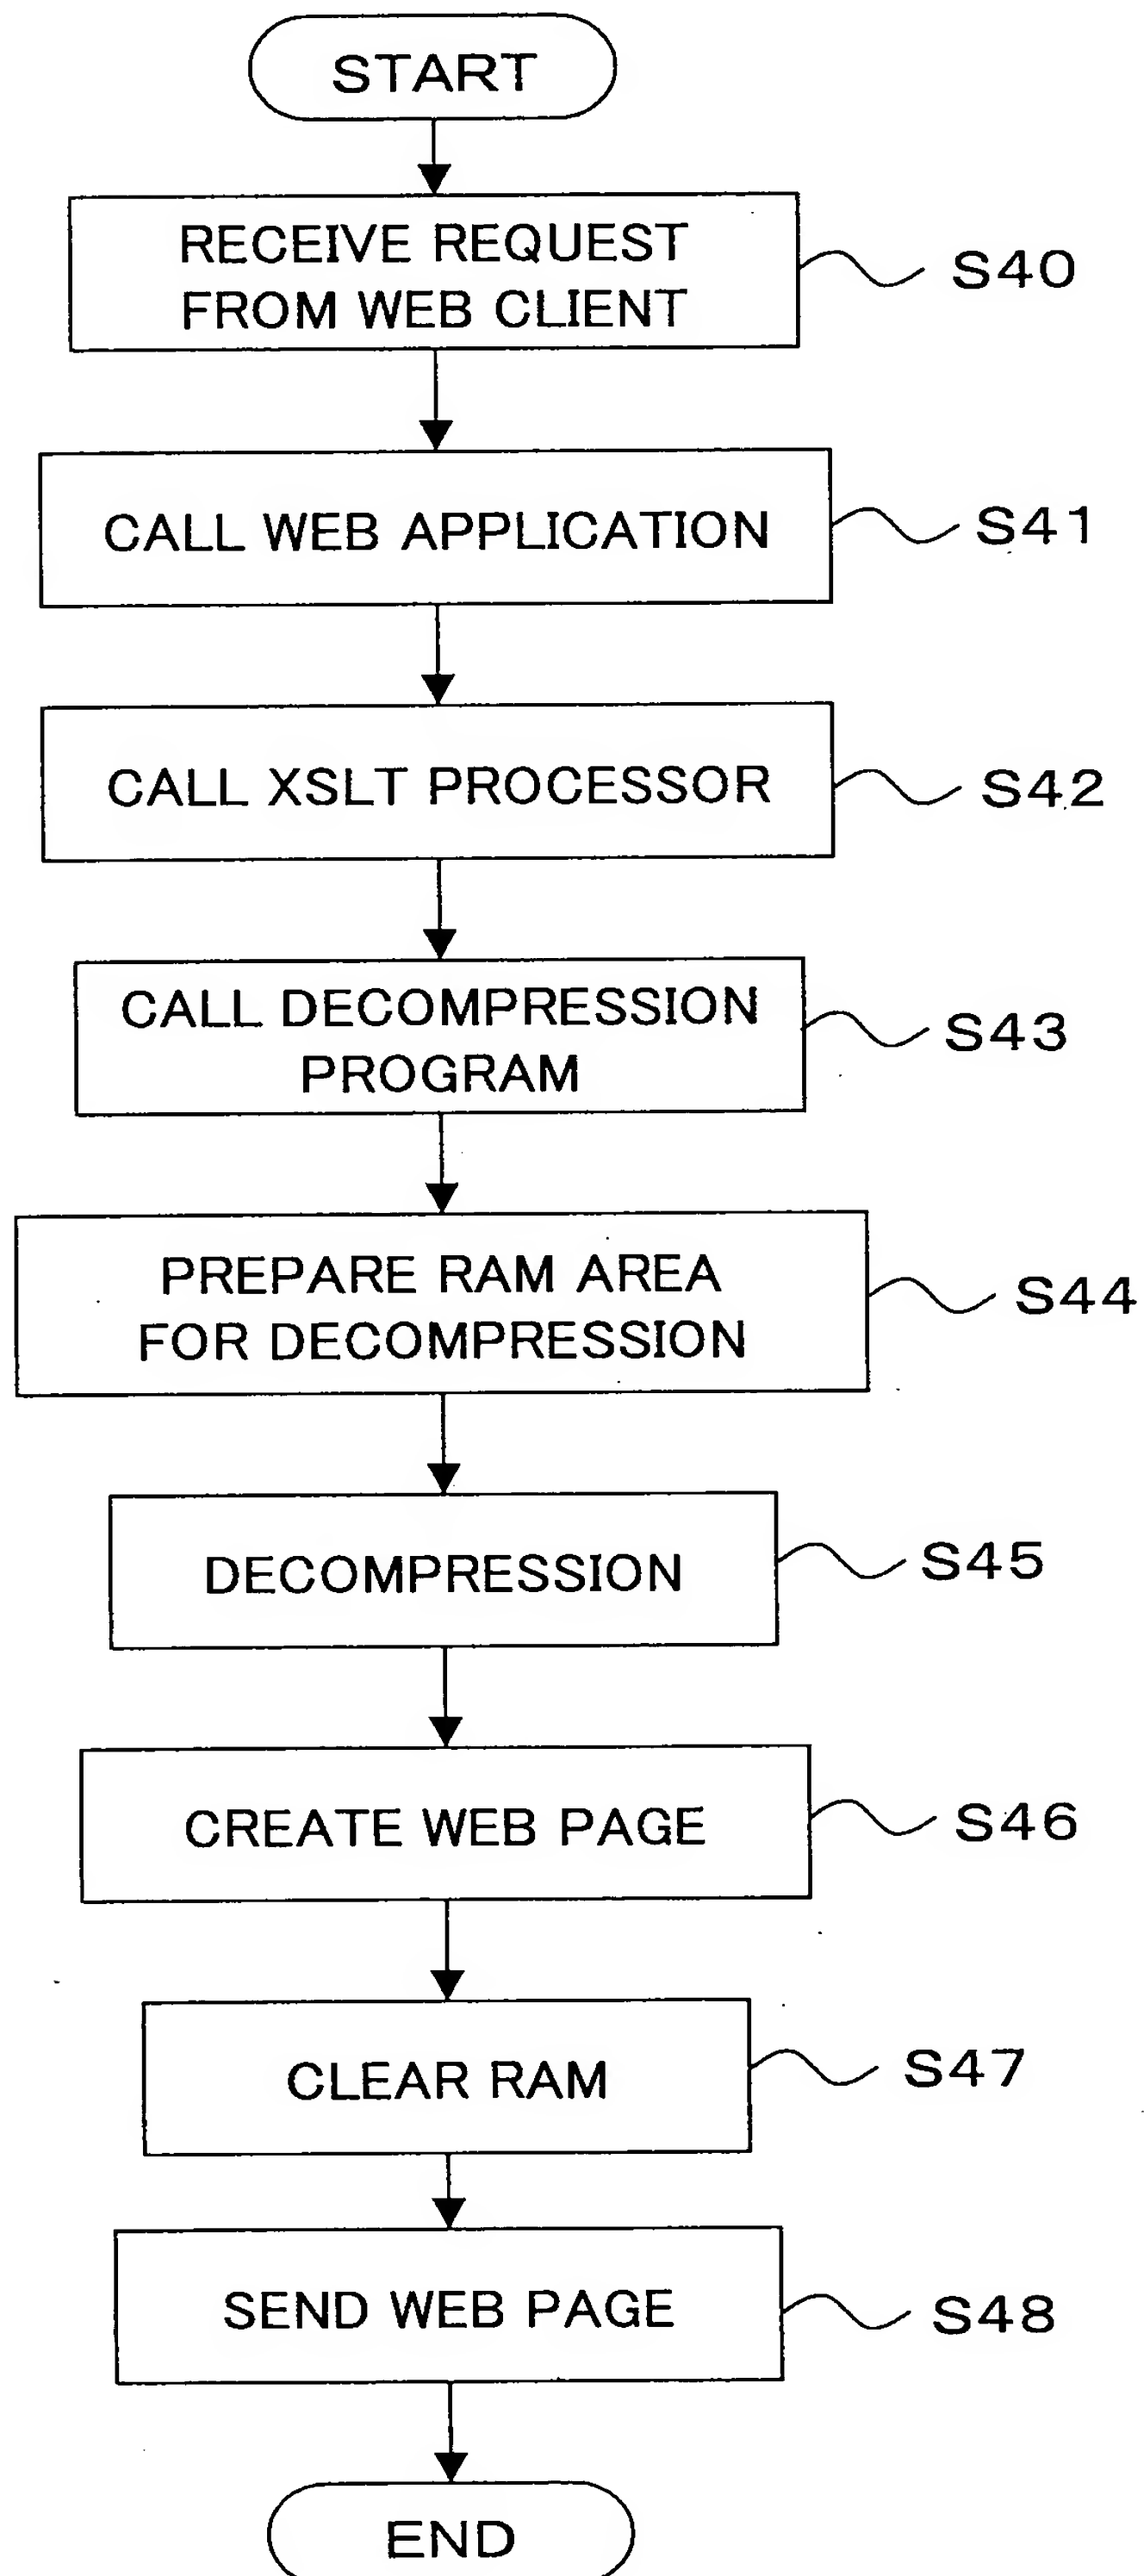 START
RECEIVE REQUEST
FROM WEB CLIENT
S40
CALL WEB APPLICATION
S41
CALL XSLT PROCESSOR
S42
CALL DECOMPRESSION
PROGRAM
S43
PREPARE RAM AREA
FOR DECOMPRESSION
S44
DECOMPRESSION
S45
CREATE WEB PAGE
S46
CLEAR RAM
S47
SEND WEB PAGE
S48
END